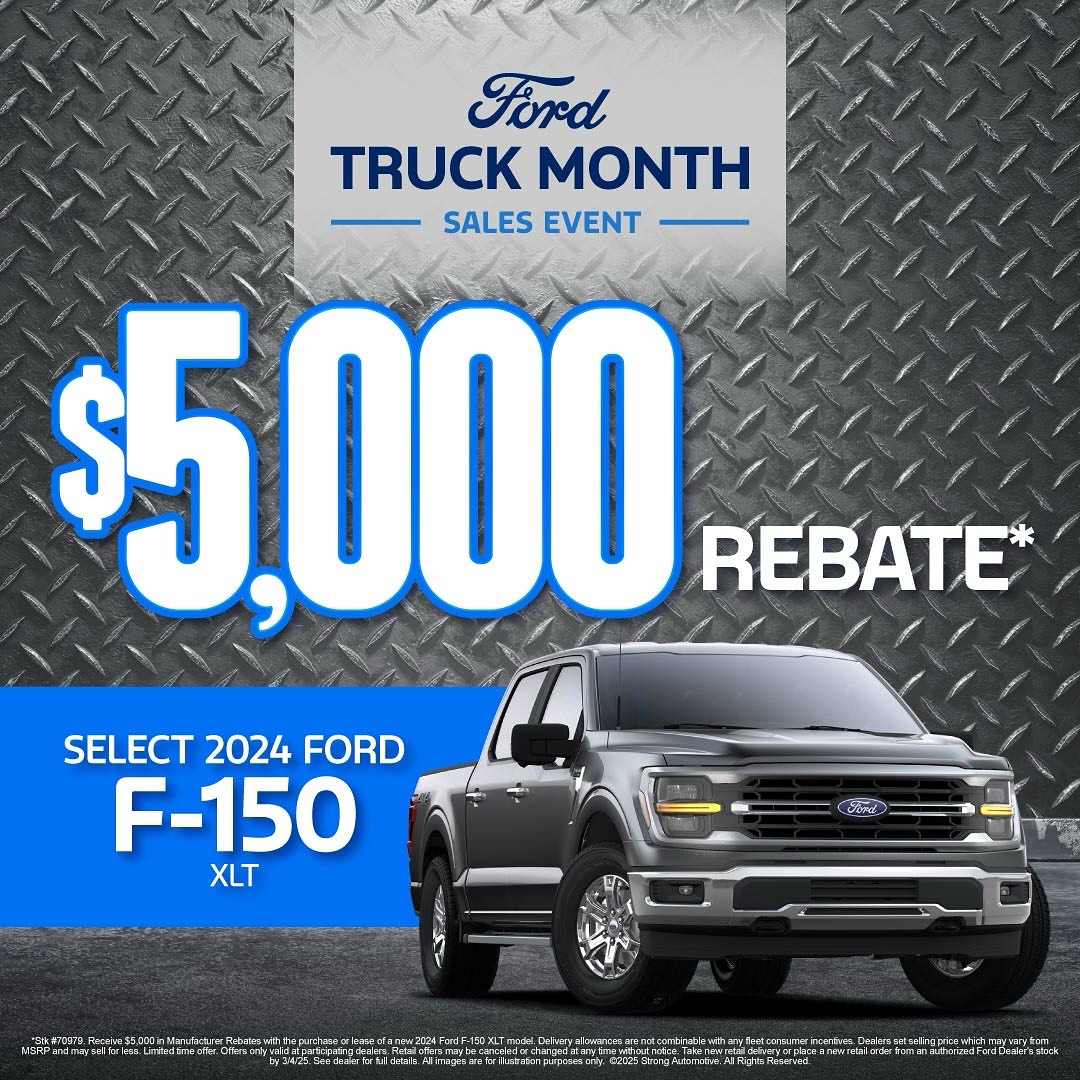 Ford
TRUCK MONTH
SALES EVENT
$5,000
REBATE*
SELECT 2024 FORD
F-150
XLT
Ford
*Stk #70979. Receive $5,000 in Manufacturer Rebates with the purchase or lease of a new 2024 Ford F-150 XLT model. Delivery allowances are not combinable with any fleet consumer incentives. Dealers set selling price which may vary from
MSRP and may sell for less. Limited time offer. Offers only valid at participating dealers. Retail offers may be canceled or changed at any time without notice. Take new retail delivery or place a new retail order from an authorized Ford Dealer's stock
by 3/4/25. See dealer for full details. All images are for illustration purposes only. ©2025 Strong Automotive. All Rights Reserved.